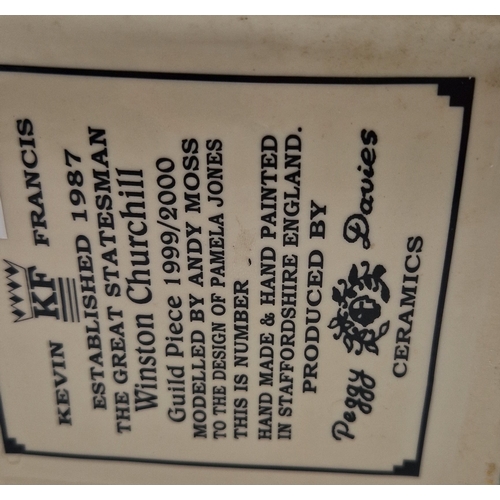 KEVIN KF FRANCIS
ESTABLISHED 1987
THE GREAT STATESMAN
Winston Churchill
Guild Piece 1999/2000
MODELLED BY ANDY MOSS
TO THE DESIGN OF PAMELA JONES
THIS IS NUMBER
HAND MADE & HAND PAINTED
IN STAFFORDSHIRE ENGLAND.
PRODUCED BY
Peggy Davies
CERAMICS